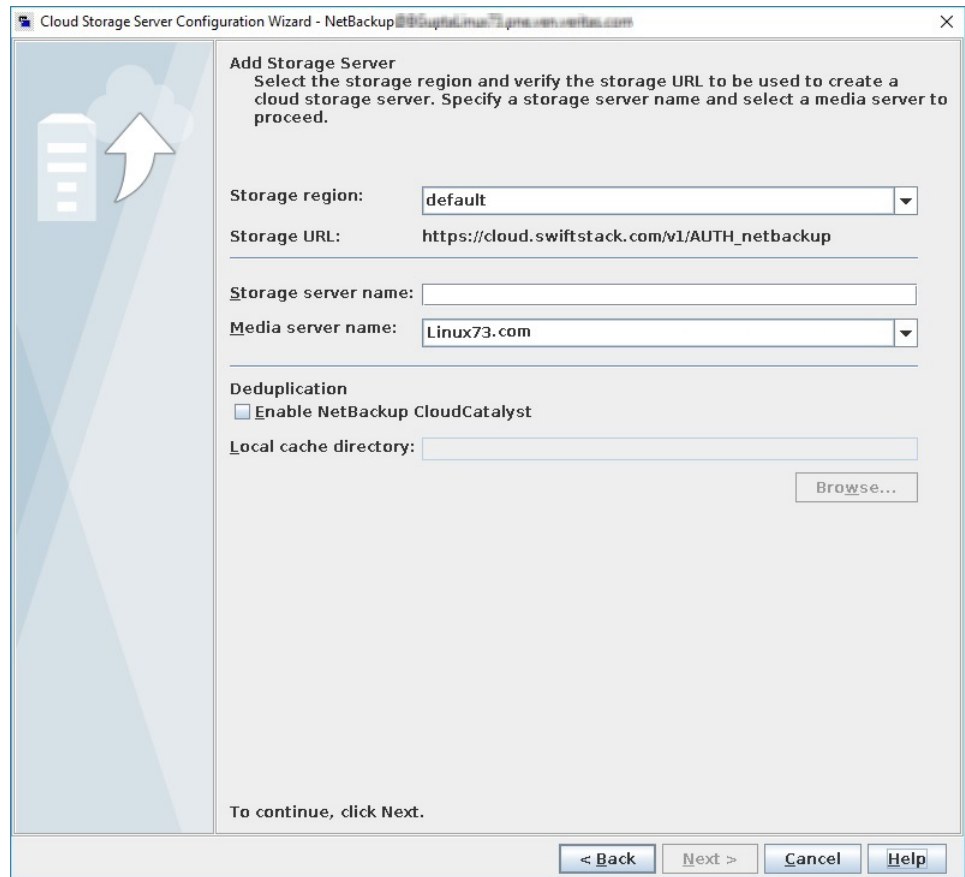 Cloud Storage Server Configuration Wizard - NetBackup
Add Storage Server
Select the storage region and verify the storage URL to be used to create a
cloud storage server. Specify a storage server name and select a media server to
proceed.
Storage region: default
Storage URL: https://cloud.swiftstack.com/v1/AUTH_netbackup
Storage server name:
Media server name: Linux73.com
Deduplication
Enable NetBackup CloudCatalyst
Local cache directory:
Browse...
To continue, click Next.
< Back Next > Cancel Help